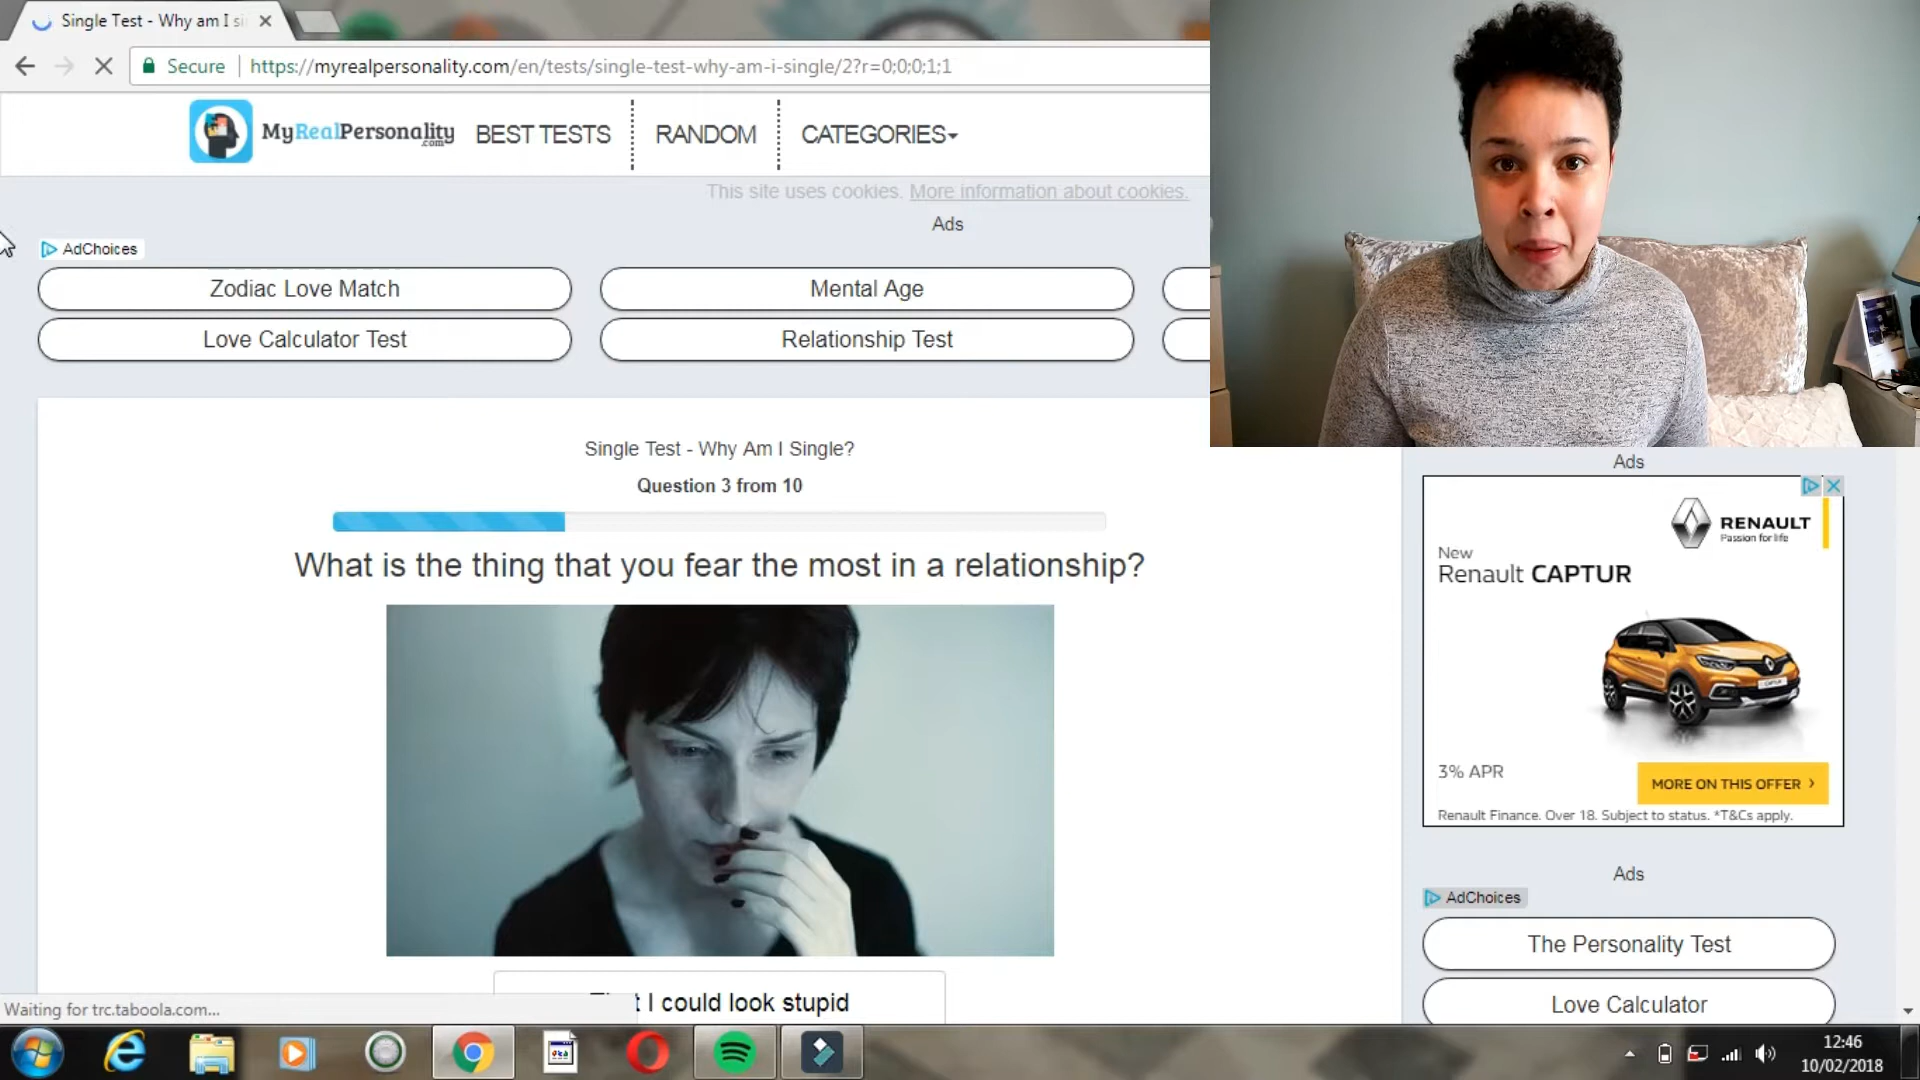 Single Test - Why am I si
Secure https://myrealpersonality.com/en/tests/single-test-why-am-i-single/2?r=0;0;0;1;1
MyRealPersonality.com BEST TESTS RANDOM CATEGORIES
This site uses cookies. More information about cookies.
Ads
AdChoices
Zodiac Love Match Mental Age
Love Calculator Test Relationship Test
Single Test - Why Am I Single?
Question 3 from 10
What is the thing that you fear the most in a relationship?
I could look stupid
Ads
RENAULT
Passion for life
New
Renault CAPTUR
CAPTUR
3% APR
MORE ON THIS OFFER
Renault Finance. Over 18. Subject to status. *T&Cs apply.
Ads
AdChoices
The Personality Test
Love Calculator
Waiting for trc.taboola.com...
12:46
10/02/2018